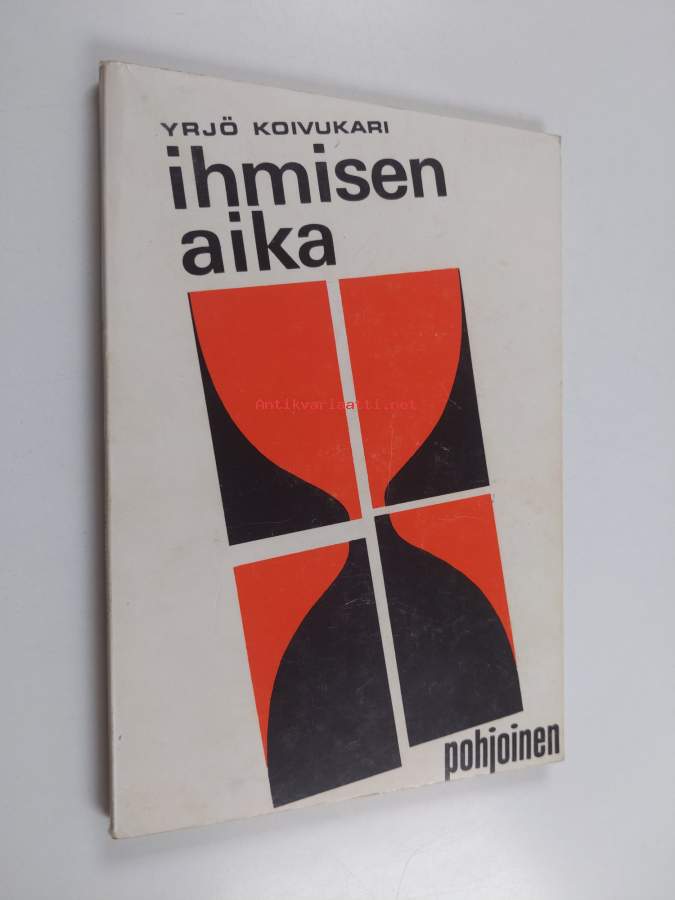 YRJÖ KOIVUKARI
ihmisen
aika
Antikvariaatti.net
pohjoinen